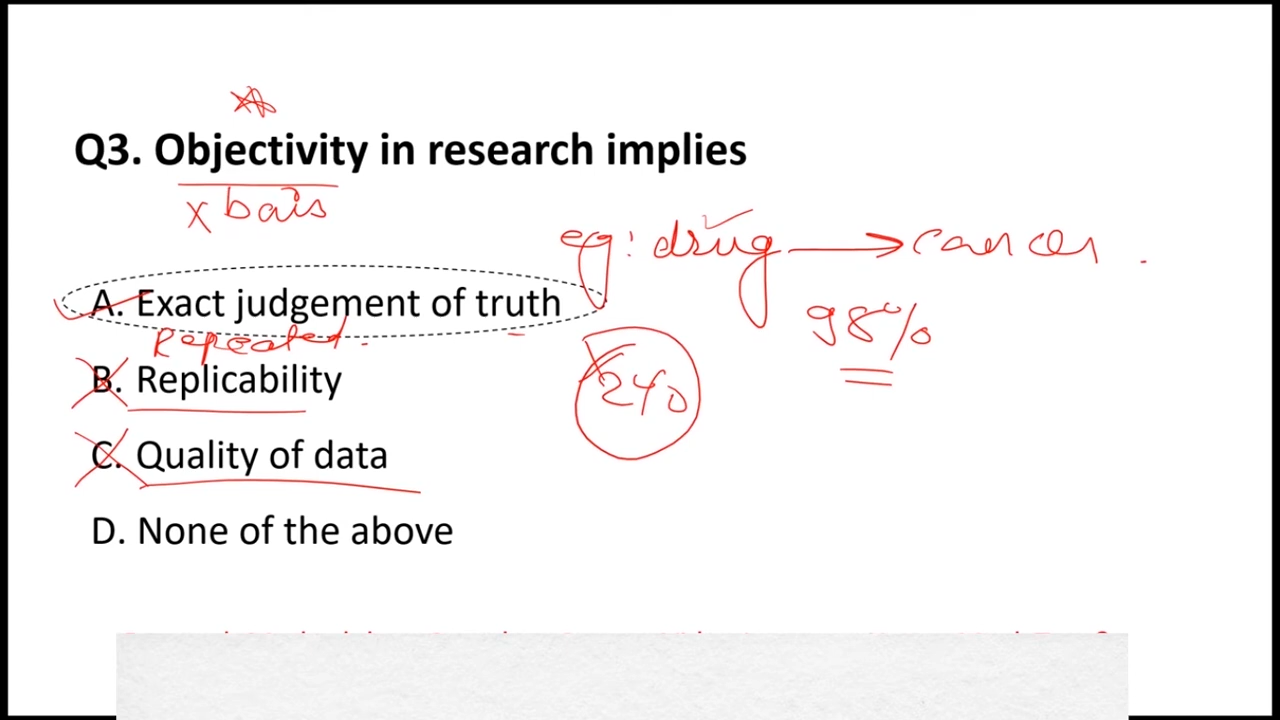 Q3. Objectivity in research implies
x bais
eg: drug → cancer.
A. Exact judgement of truth
98%
Repeated.
B. Replicability
C. Quality of data
D. None of the above